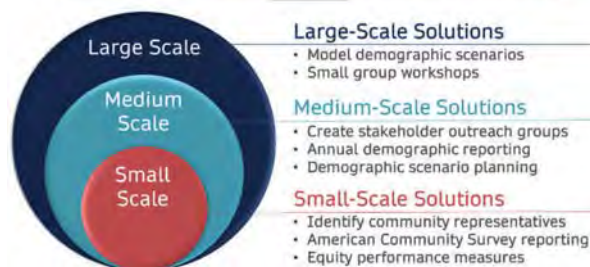 Large Scale
Medium
Scale
Small
Scale
Large-Scale Solutions
• Model demographic scenarios
• Small group workshops
Medium-Scale Solutions
• Create stakeholder outreach groups
• Annual demographic reporting
• Demographic scenario planning
Small-Scale Solutions
• Identify community representatives
• American Community Survey reporting
• Equity performance measures